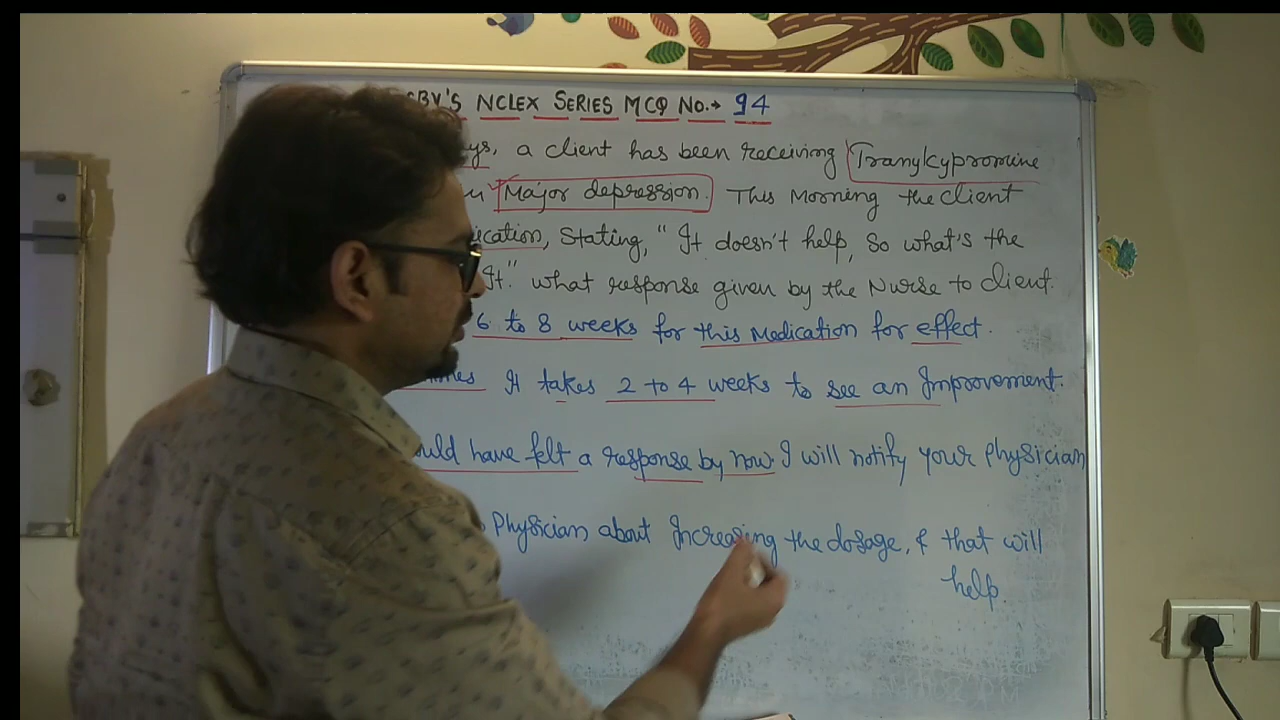 SBY'S NCLEX SERIES MCQ No.→ 94
ys, a client has been receiving Tranylcypromine
Major depression. This Morning the client
ication, Stating, "It doesn't help, So what's the
It." what response given by the Nurse to client.
6 to 8 weeks for this Medication for effect.
It takes 2 to 4 weeks to see an Improvement.
ould have felt a response by now I will notify your physician
Physician about Increasing the dosage, & that will
help.